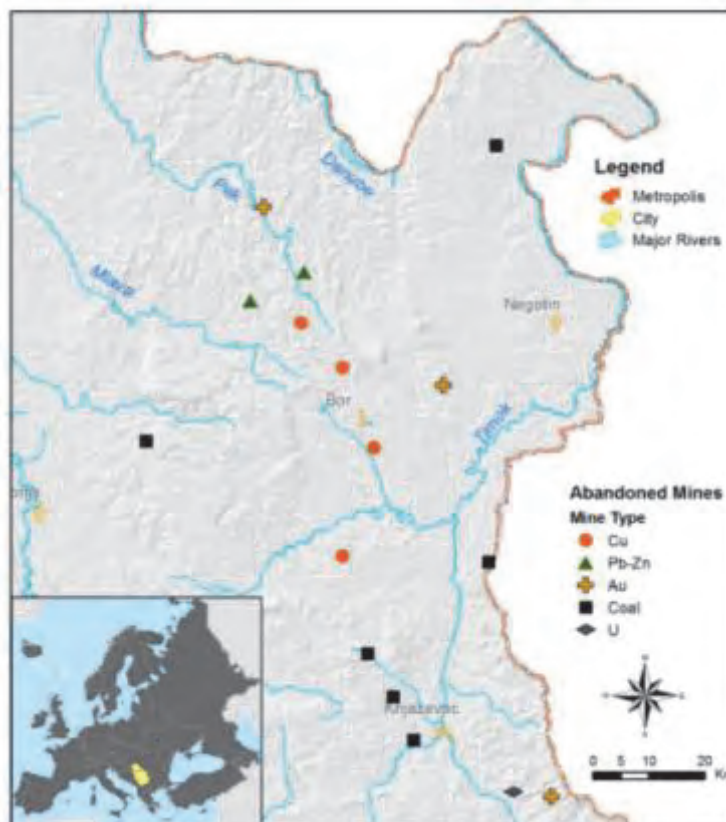 Danube
Pek
Mlava
Negotin
Bor
Timok
Knjaževac
Legend
Metropolis
City
Major Rivers
Abandoned Mines
Mine Type
Cu
Pb-Zn
Au
Coal
U
0 5 10 20